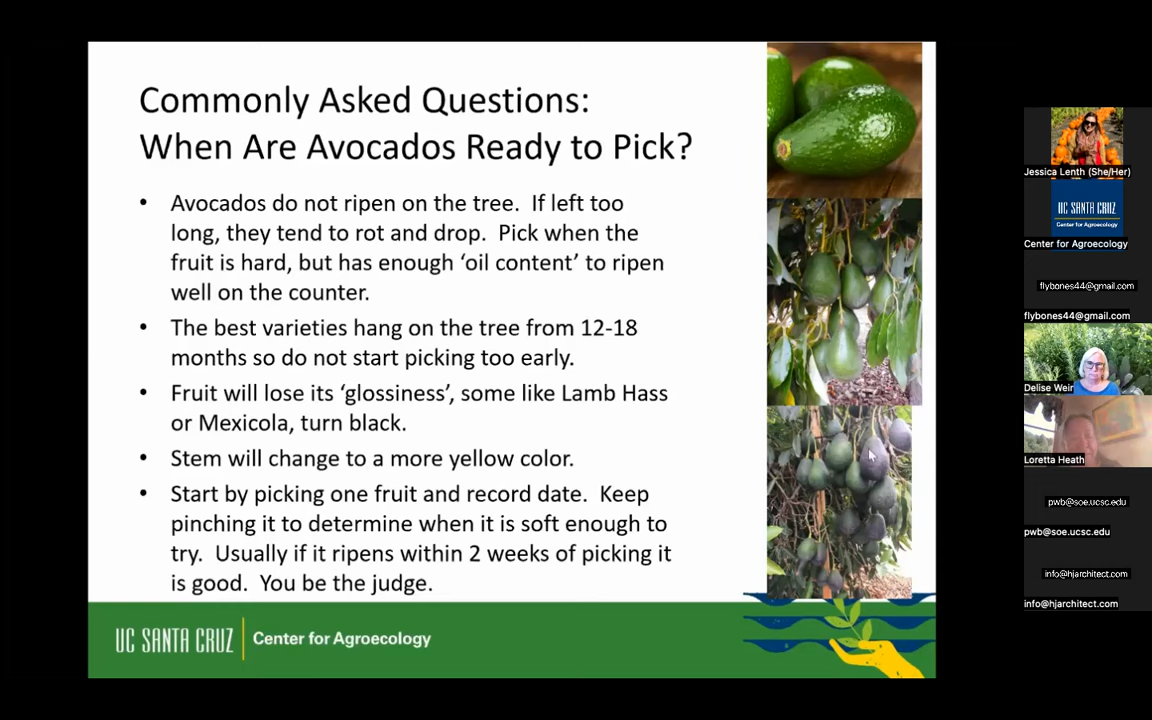 Commonly Asked Questions:
When Are Avocados Ready to Pick?
• Avocados do not ripen on the tree.  If left too
long, they tend to rot and drop.  Pick when the
fruit is hard, but has enough ‘oil content’ to ripen
well on the counter.
• The best varieties hang on the tree from 12-18
months so do not start picking too early.
• Fruit will lose its ‘glossiness’, some like Lamb Hass
or Mexicola, turn black.
• Stem will change to a more yellow color.
• Start by picking one fruit and record date.  Keep
pinching it to determine when it is soft enough to
try.  Usually if it ripens within 2 weeks of picking it
is good.  You be the judge.
UC SANTA CRUZ
Center for Agroecology
Jessica Lenth (She/Her)
UC SANTA CRUZ
Center for Agroecology
Center for Agroecology
flybones44@gmail.com
flybones44@gmail.com
Delise Weir
Loretta Heath
pwb@soe.ucsc.edu
pwb@soe.ucsc.edu
info@hjarchitect.com
info@hjarchitect.com